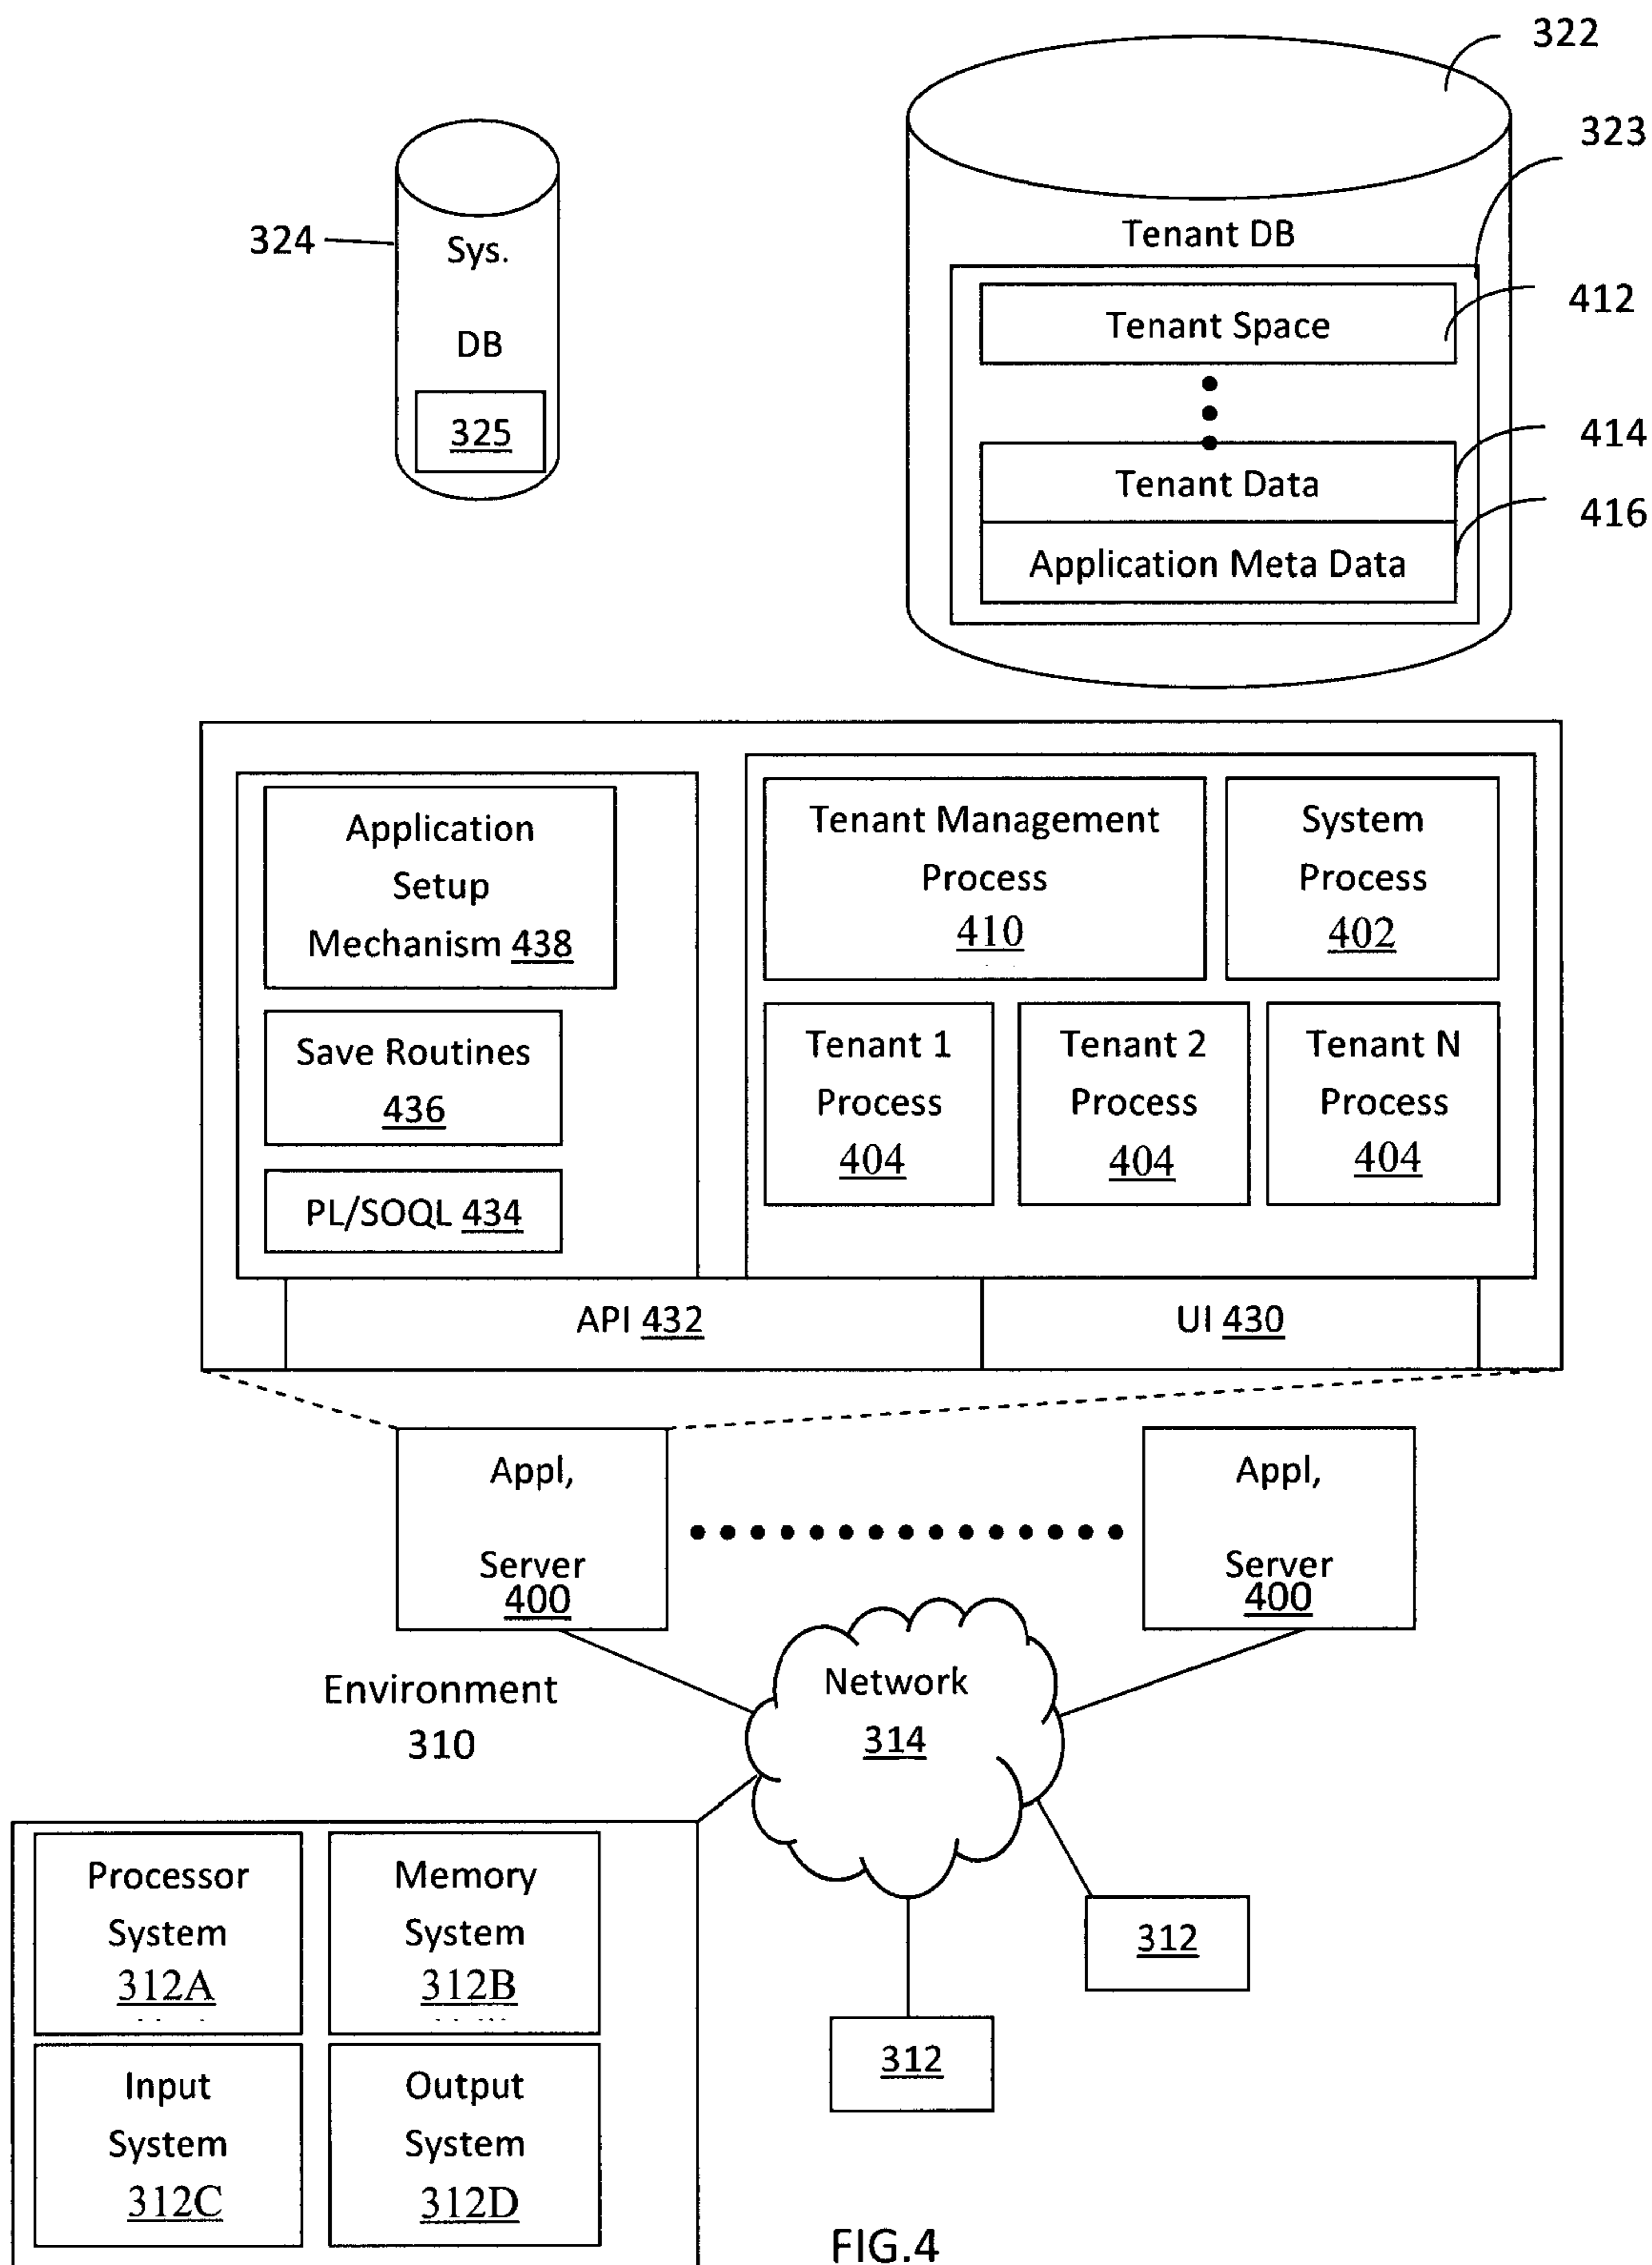 322
323
324
Sys.
DB
325
Tenant DB
Tenant Space
412
Tenant Data
414
Application Meta Data
416
Application
Setup
Mechanism 438
Save Routines
436
PL/SOQL 434
Tenant Management
Process
410
System
Process
402
Tenant 1
Process
404
Tenant 2
Process
404
Tenant N
Process
404
API 432
UI 430
Appl,
Server
400
Appl,
Server
400
Environment
310
Network
314
Processor
System
312A
Memory
System
312B
Input
System
312C
Output
System
312D
312
312
FIG.4